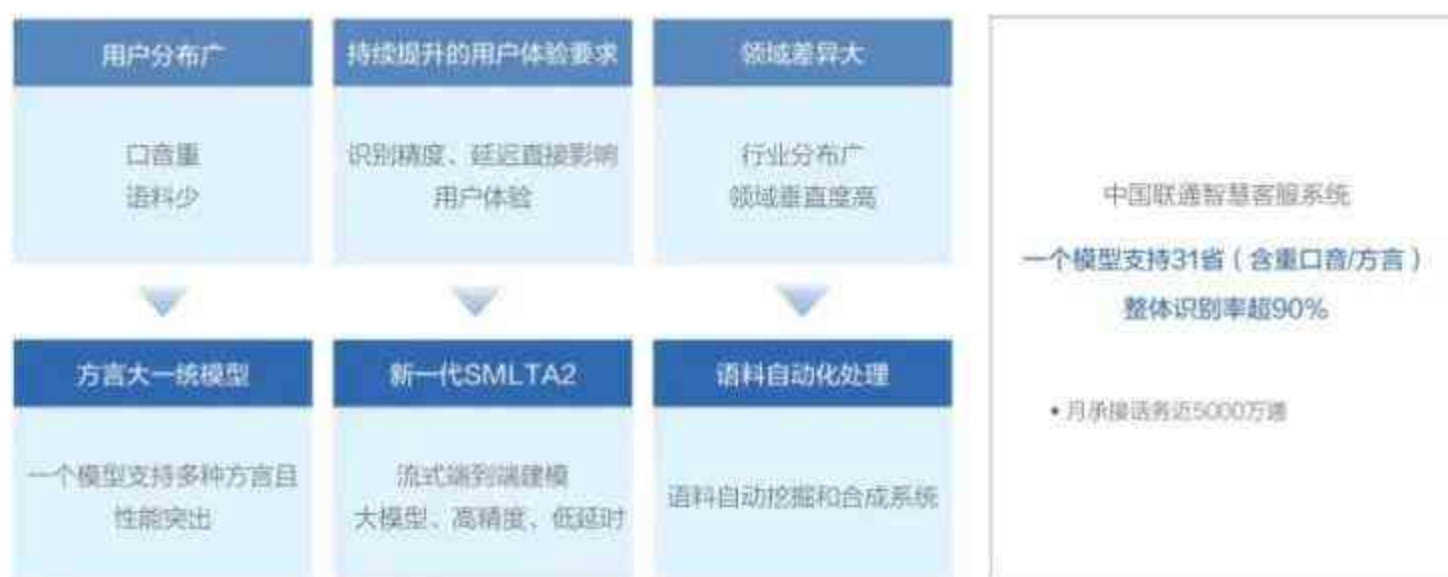 用户分布广
口音重
语料少
持续提升的用户体验要求
识别精度、延迟直接影响
用户体验
领域差异大
行业分布广
领域垂直度高
方言大一统模型
一个模型支持多种方言且
性能突出
新一代SMLTA2
流式端到端建模
大模型、高精度、低延时
语料自动化处理
语料自动挖掘和合成系统
中国联通智慧客服系统
一个模型支持31省（含重口音/方言）
整体识别率超90%
•月承接话务近5000万通